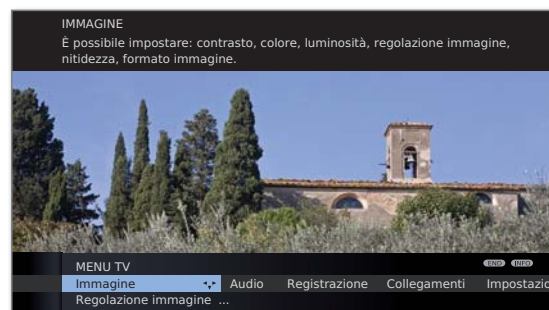 IMMAGINE
È possibile impostare: contrasto, colore, luminosità, regolazione immagine,
nitidezza, formato immagine.
MENU TV
END INFO
Immagine Audio Registrazione Collegamenti Impostazio
Regolazione immagine ...